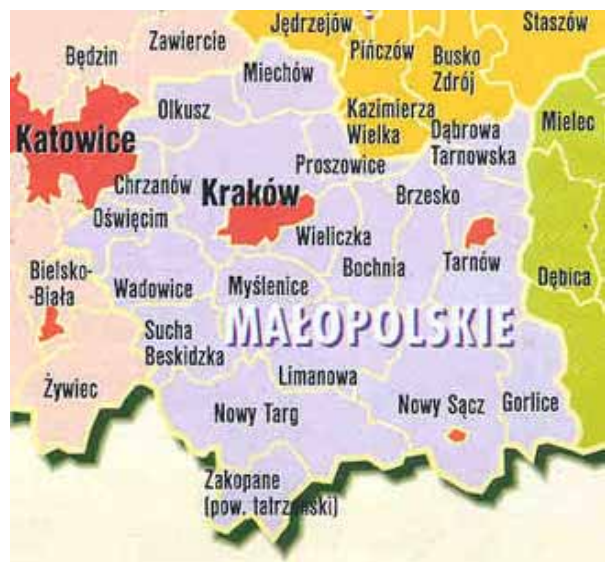 Jędrzejów
Staszów
Zawiercie
Pińczów
Będzin
Busko
Zdrój
Miechów
Olkusz
Kazimierza
Wielka
Mielec
Katowice
Dąbrowa
Tarnowska
Proszowice
Chrzanów
Kraków
Brzesko
Oświęcim
Wieliczka
Bochnia
Tarnów
Bielsko-
-Biała
Dębica
Wadowice
Myślenice
MAŁOPOLSKIE
Sucha
Beskidzka
Limanowa
Żywiec
Nowy Targ
Nowy Sącz
Gorlice
Zakopane
(pow. tatrzański)